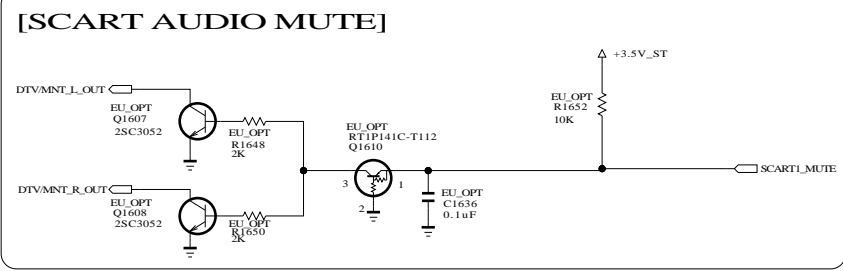 [SCART AUDIO MUTE]
+3.5V_ST
DTV/MNT_L_OUT
EU_OPT
Q1607
2SC3052
EU_OPT
R1648
2K
EU_OPT
RT1P141C-T112
Q1610
EU_OPT
R1652
10K
3
1
2
SCART1_MUTE
DTV/MNT_R_OUT
EU_OPT
Q1608
2SC3052
EU_OPT
R1650
2K
EU_OPT
C1636
0.1uF